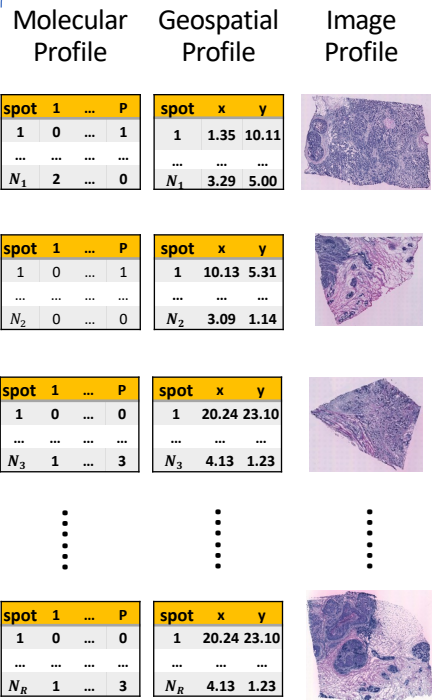 Molecular Profile
Geospatial Profile
Image Profile
spot 1 ... P
1 0 ... 1
... ... ... ...
N₁ 2 ... 0
spot x y
1 1.35 10.11
... ... ...
N₁ 3.29 5.00
spot 1 ... P
1 0 ... 1
... ... ... ...
N₂ 0 ... 0
spot x y
1 10.13 5.31
... ... ...
N₂ 3.09 1.14
spot 1 ... P
1 0 ... 0
... ... ... ...
N₃ 1 ... 3
spot x y
1 20.24 23.10
... ... ...
N₃ 4.13 1.23
spot 1 ... P
1 0 ... 0
... ... ... ...
N_R 1 ... 3
spot x y
1 20.24 23.10
... ... ...
N_R 4.13 1.23